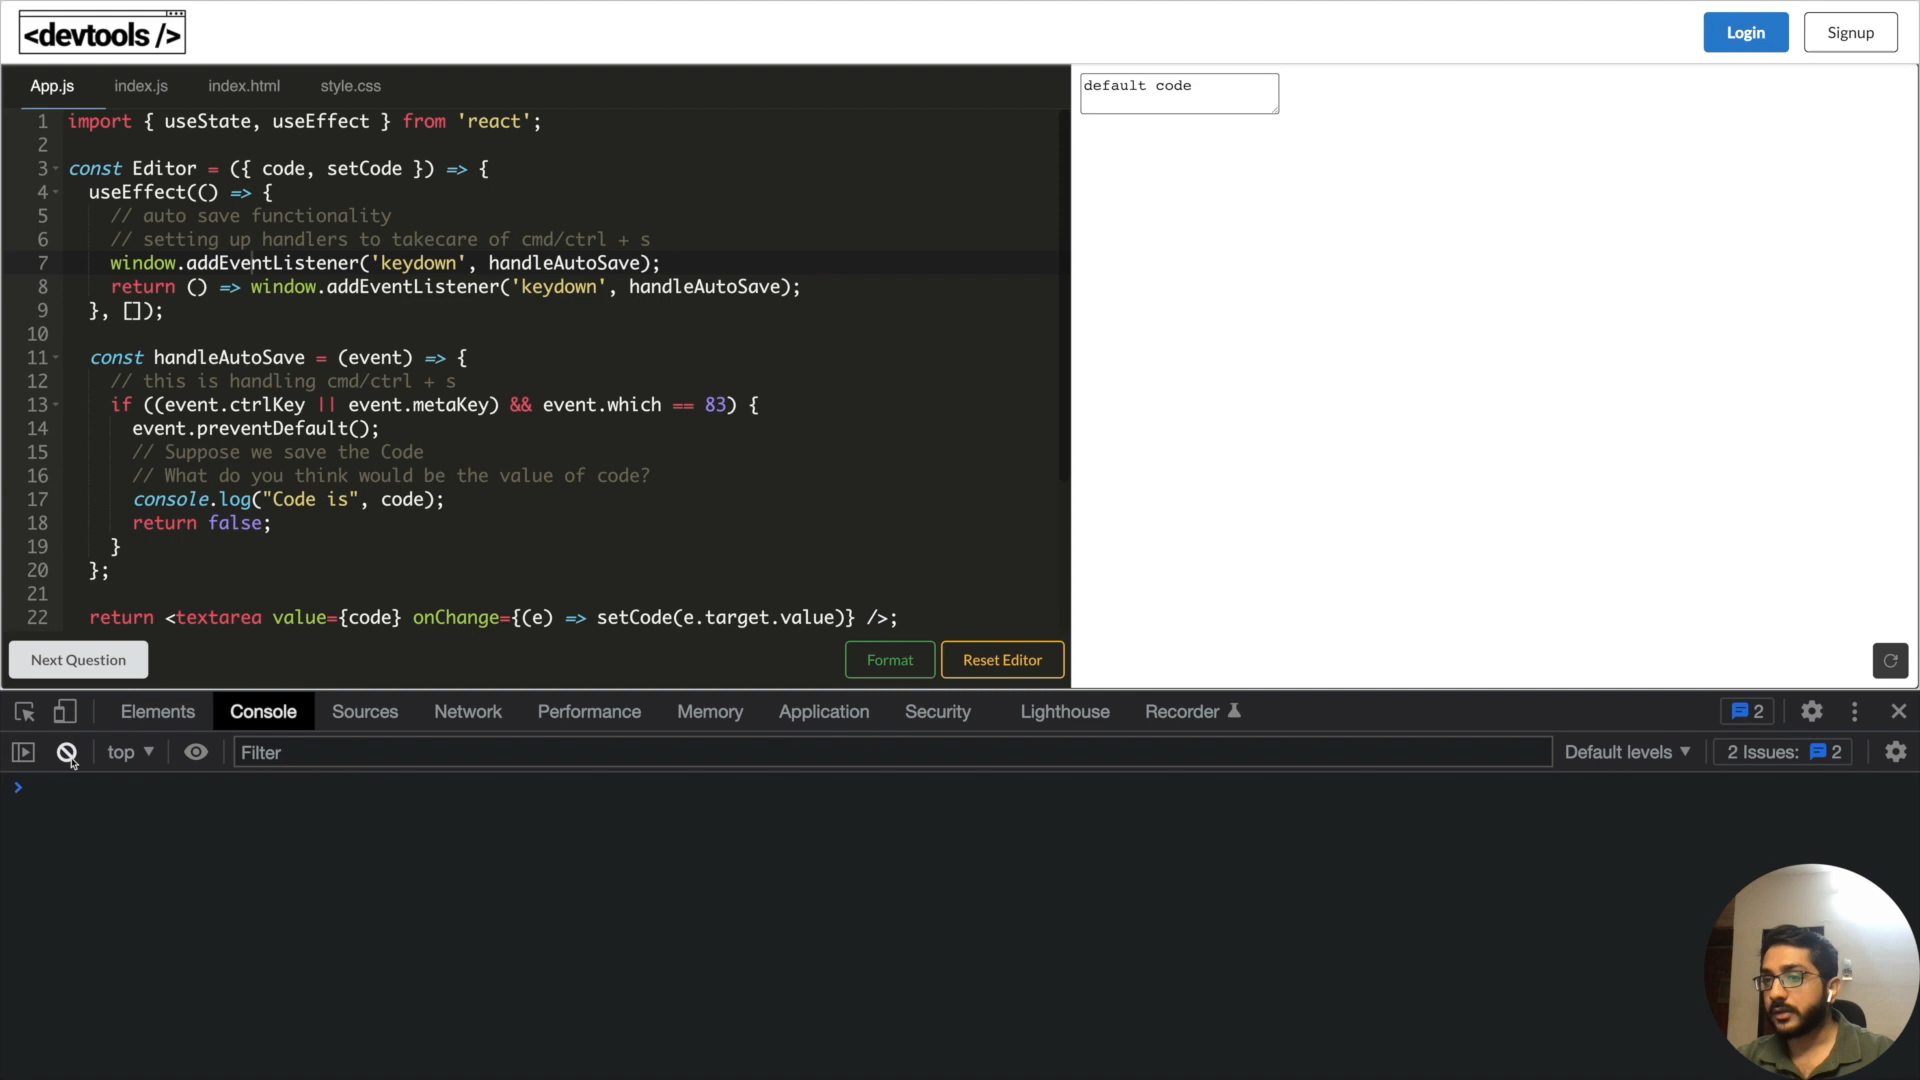 <devtools />
Login
Signup
App.js
index.js
index.html
style.css
1 import { useState, useEffect } from 'react';
2
3 const Editor = ({ code, setCode }) => {
4 useEffect(() => {
5 // auto save functionality
6 // setting up handlers to takecare of cmd/ctrl + s
7 window.addEventListener('keydown', handleAutoSave);
8 return () => window.addEventListener('keydown', handleAutoSave);
9 }, []);
10
11 const handleAutoSave = (event) => {
12 // this is handling cmd/ctrl + s
13 if ((event.ctrlKey || event.metaKey) && event.which == 83) {
14 event.preventDefault();
15 // Suppose we save the Code
16 // What do you think would be the value of code?
17 console.log("Code is", code);
18 return false;
19 }
20 };
21
22 return <textarea value={code} onChange={(e) => setCode(e.target.value)} />;
default code
Next Question
Format
Reset Editor
Elements
Console
Sources
Network
Performance
Memory
Application
Security
Lighthouse
Recorder
2
top
Filter
Default levels
2 Issues:
2
>